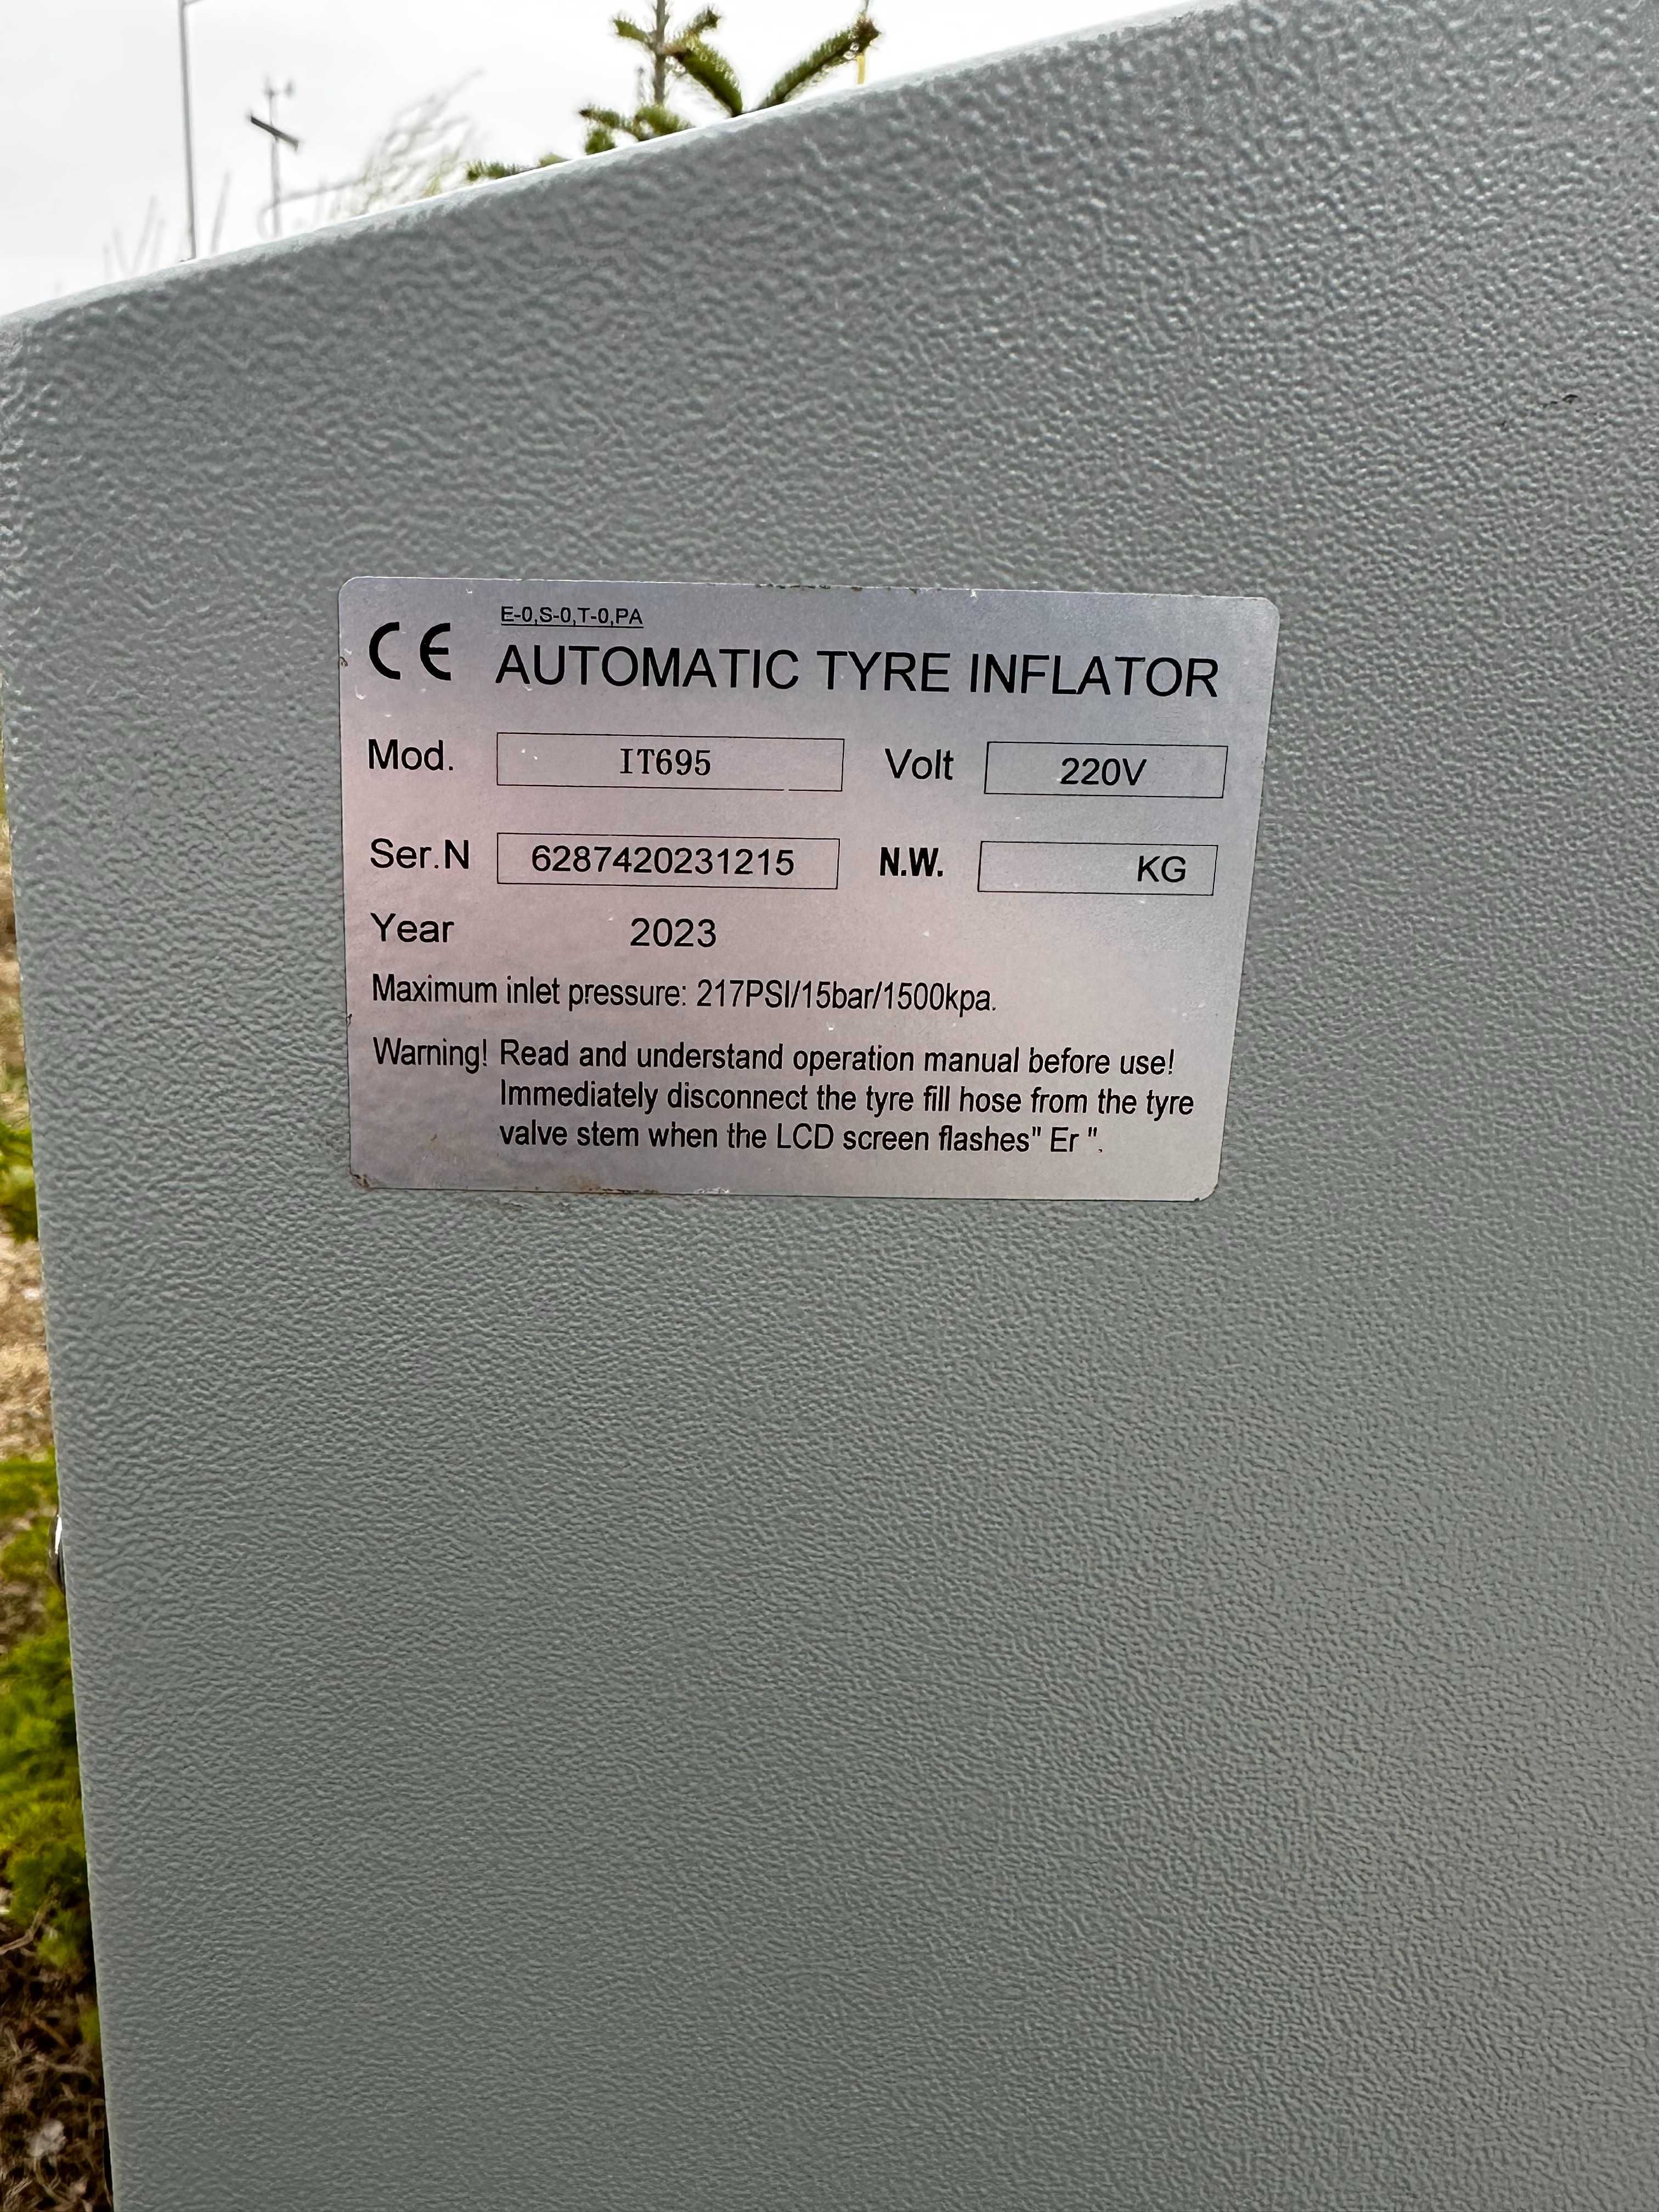 E-0,S-0,T-0,PA
CE AUTOMATIC TYRE INFLATOR
Mod. IT695 Volt 220V
Ser.N 6287420231215 N.W. KG
Year 2023
Maximum inlet pressure: 217PSI/15bar/1500kpa.
Warning! Read and understand operation manual before use!
Immediately disconnect the tyre fill hose from the tyre
valve stem when the LCD screen flashes" Er ".